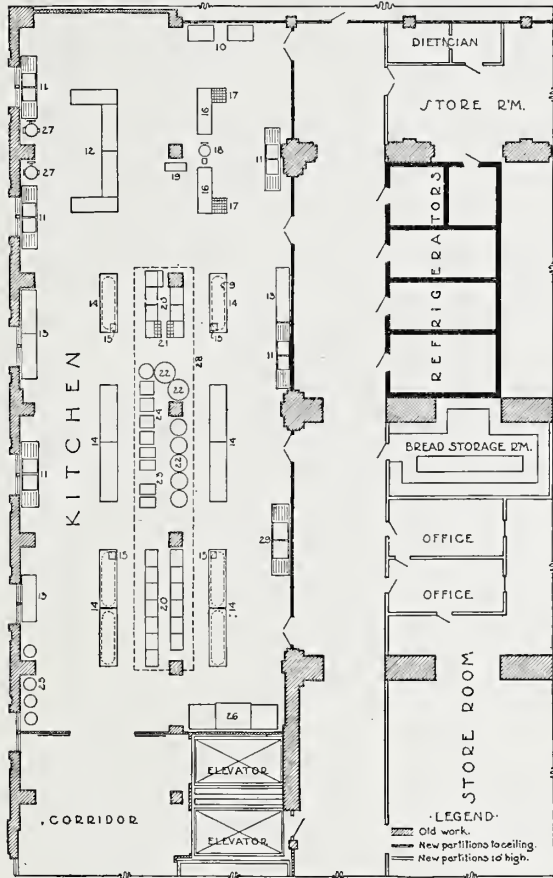 10
DIETICIAN
STORE R'M.
11
27
12
16
17
18
19
11
27
16
17
11
REFRIGERATORS
14
15
20
21
9
14
15
28
13
13
11
22
22
24
KITCHEN
14
14
22
23
11
BREAD STORAGE R'M.
29
OFFICE
15
15
14
20
14
OFFICE
STORE ROOM
26
ELEVATOR
CORRIDOR
ELEVATOR
·LEGEND·
Old work.
New partitions to ceiling.
New partitions 10' high.